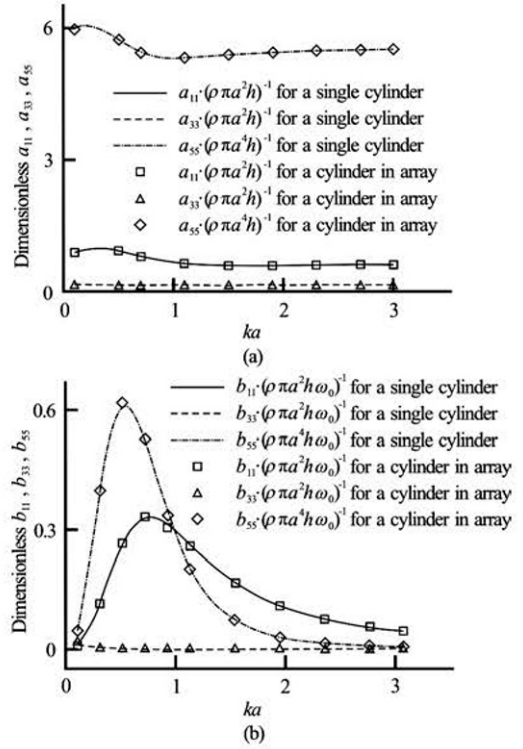 6
a₁₁·(ρπa²h)⁻¹ for a single cylinder
a₃₃·(ρπa²h)⁻¹ for a single cylinder
a₅₅·(ρπa⁴h)⁻¹ for a single cylinder
3
a₁₁·(ρπa²h)⁻¹ for a cylinder in array
a₃₃·(ρπa²h)⁻¹ for a cylinder in array
a₅₅·(ρπa⁴h)⁻¹ for a cylinder in array
Dimensionless a₁₁ , a₃₃ , a₅₅
0
0 1 2 3
ka
(a)
b₁₁·(ρπa²hω₀)⁻¹ for a single cylinder
0.6
b₃₃·(ρπa²hω₀)⁻¹ for a single cylinder
b₅₅·(ρπa⁴hω₀)⁻¹ for a single cylinder
b₁₁·(ρπa²hω₀)⁻¹ for a cylinder in array
b₃₃·(ρπa²hω₀)⁻¹ for a cylinder in array
b₅₅·(ρπa⁴hω₀)⁻¹ for a cylinder in array
0.3
Dimensionless b₁₁ , b₃₃ , b₅₅
0
0 1 2 3
ka
(b)